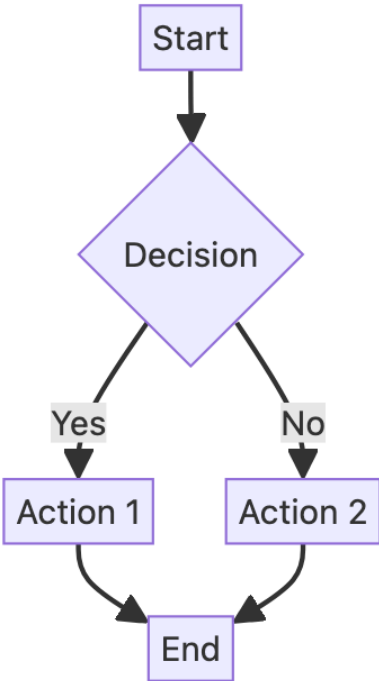 Start
Decision
Yes
No
Action 1
Action 2
End